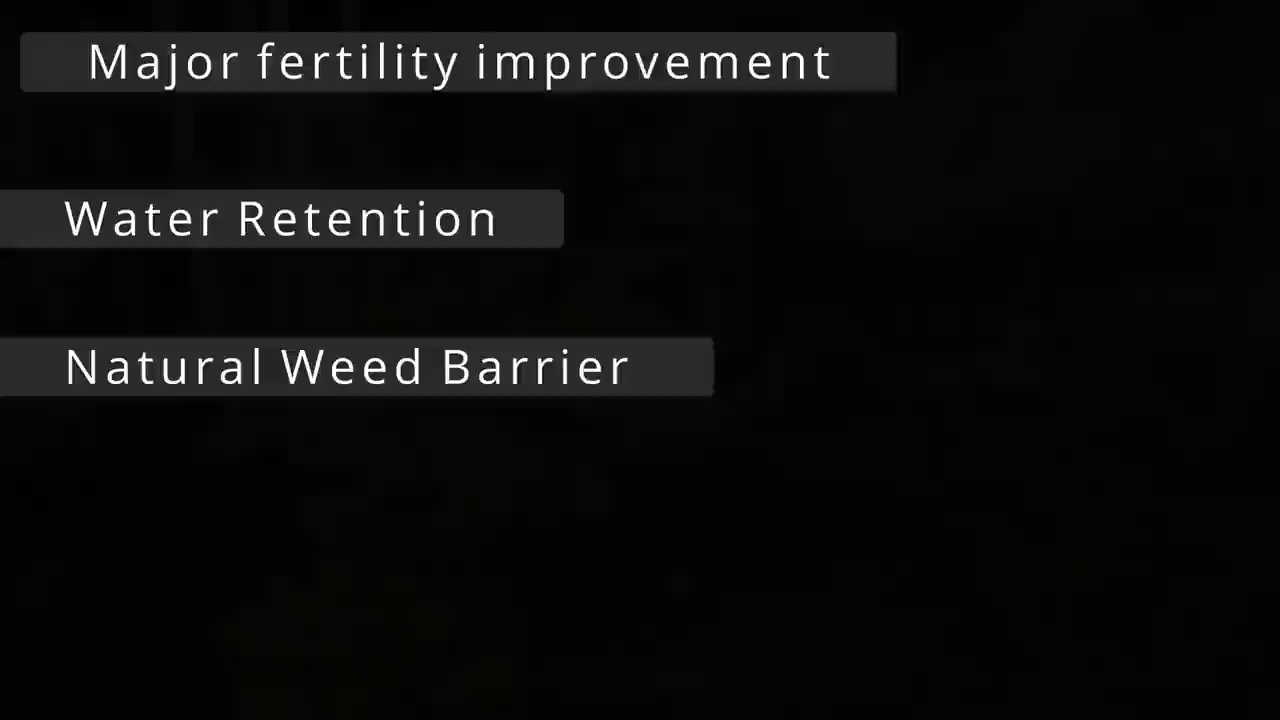 Major fertility improvement
Water Retention
Natural Weed Barrier